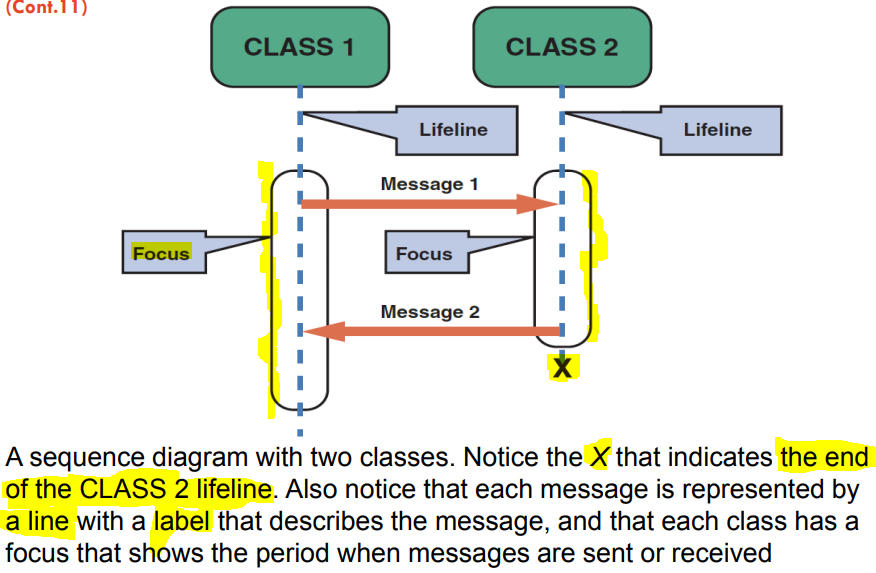 (Cont.11)
CLASS 1
CLASS 2
Lifeline
Lifeline
Message 1
Focus
Focus
Message 2
X
A sequence diagram with two classes. Notice the X that indicates the end
of the CLASS 2 lifeline. Also notice that each message is represented by
a line with a label that describes the message, and that each class has a
focus that shows the period when messages are sent or received